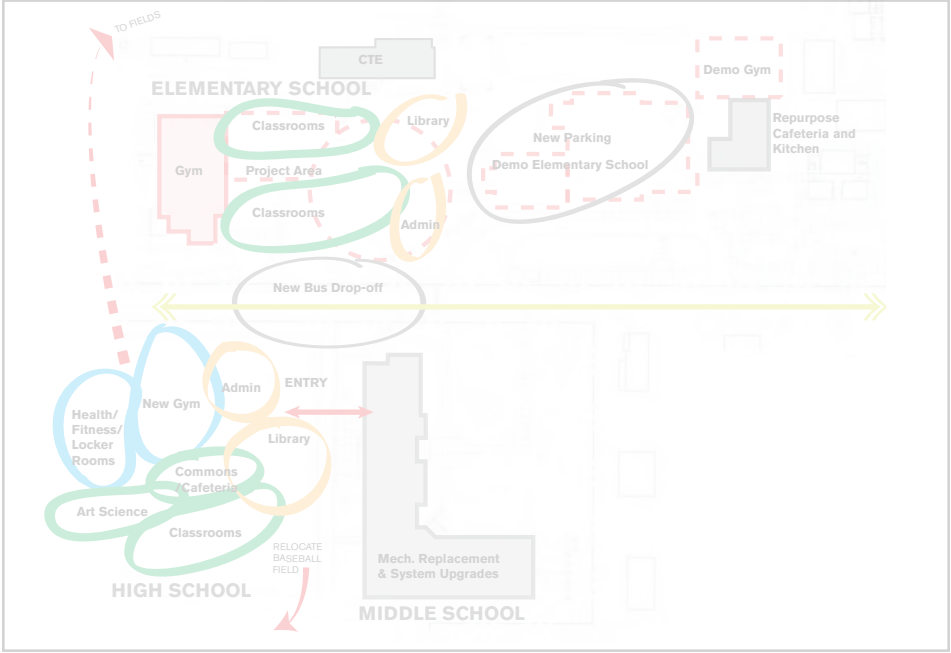 TO FIELDS
CTE
ELEMENTARY SCHOOL
Demo Gym
Classrooms
Library
New Parking
Repurpose
Cafeteria and
Kitchen
Gym
Project Area
Demo Elementary School
Classrooms
Admin
New Bus Drop-off
Admin
ENTRY
New Gym
Health/
Fitness/
Locker
Rooms
Library
Commons
/Cafeteria
Art Science
Classrooms
RELOCATE
BASEBALL
FIELD
Mech. Replacement
& System Upgrades
HIGH SCHOOL
MIDDLE SCHOOL